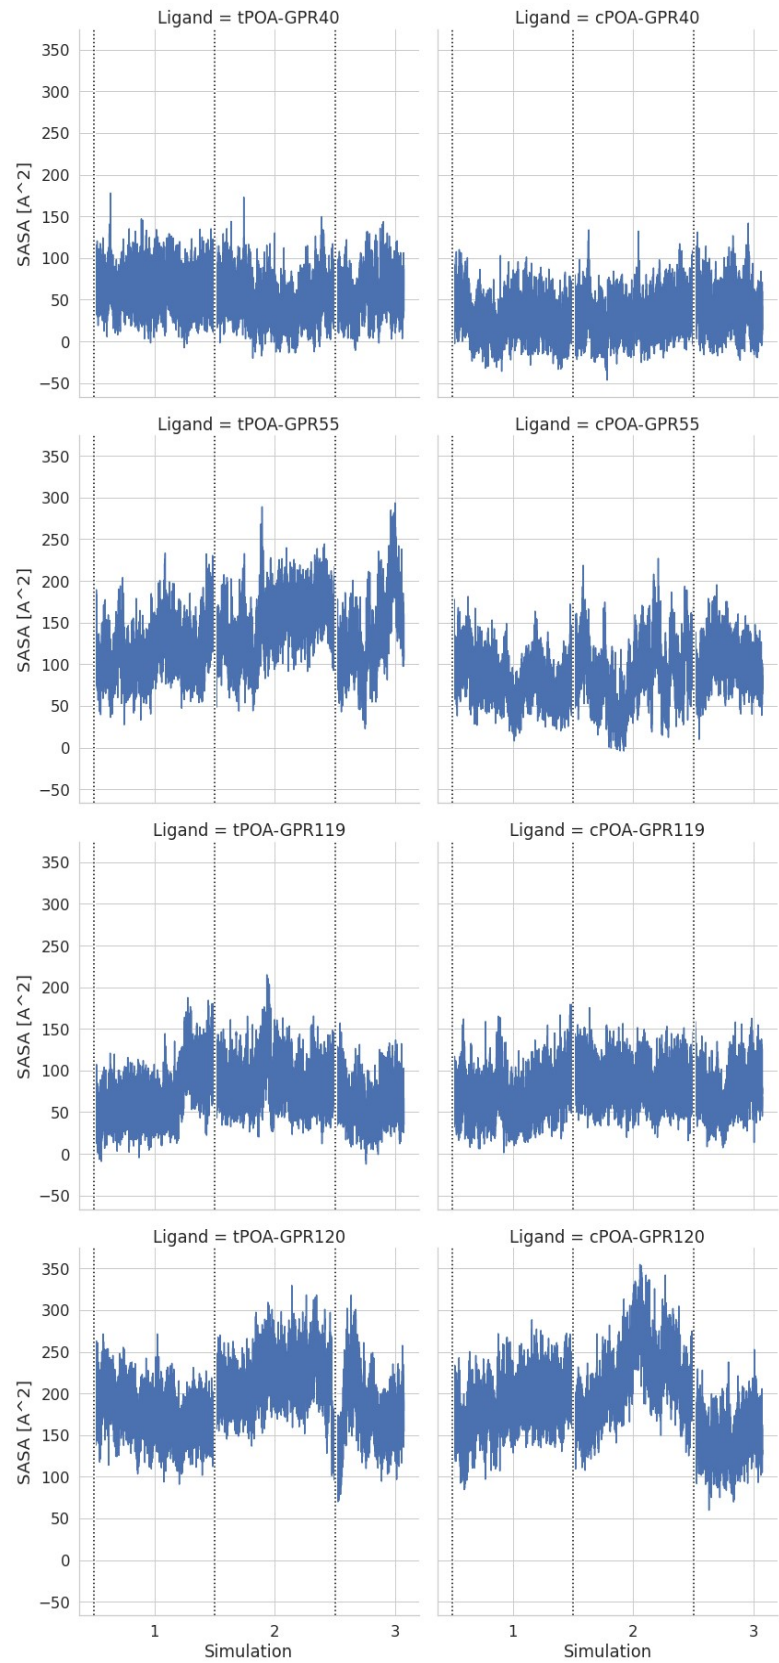 Ligand = tPOA-GPR40
Ligand = cPOA-GPR40
350
300
250
200
150
100
50
0
−50
SASA [A^2]
Ligand = tPOA-GPR55
Ligand = cPOA-GPR55
350
300
250
200
150
100
50
0
−50
SASA [A^2]
Ligand = tPOA-GPR119
Ligand = cPOA-GPR119
350
300
250
200
150
100
50
0
−50
SASA [A^2]
Ligand = tPOA-GPR120
Ligand = cPOA-GPR120
350
300
250
200
150
100
50
0
−50
SASA [A^2]
1 2 3
1 2 3
Simulation
Simulation